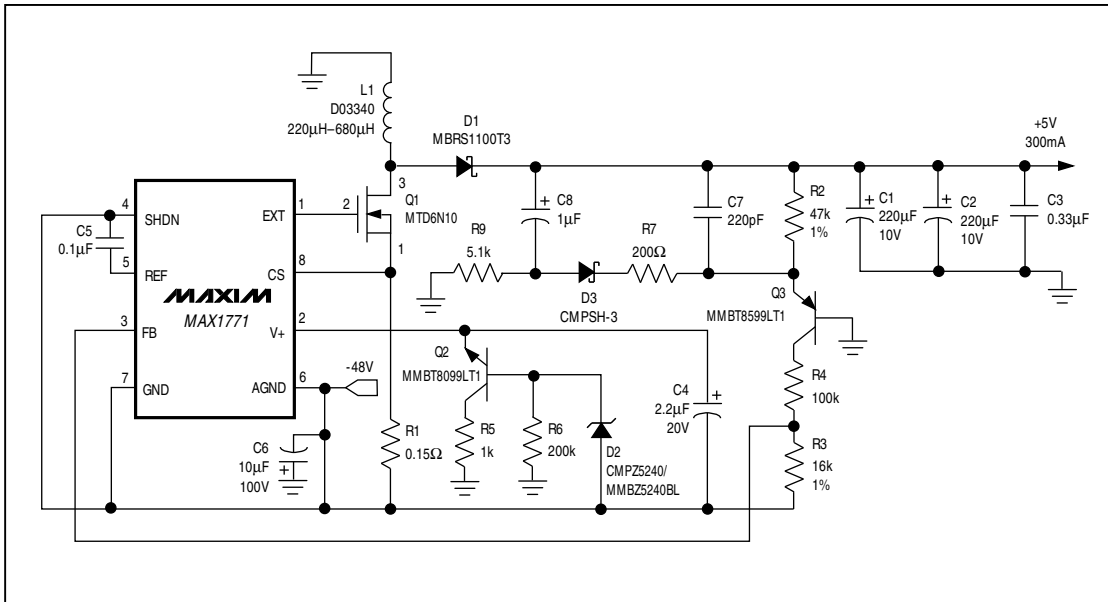 L1
D03340
220µH–680µH
D1
MBRS1100T3
+5V
300mA
4
SHDN
C5
0.1µF
5
REF
MAXIM
MAX1771
3
FB
7
GND
EXT
1
CS
8
V+
2
AGND
6
2
3
Q1
MTD6N10
1
R9
5.1k
C8
+
1µF
D3
CMPSH-3
R7
200Ω
C7
220pF
R2
47k
1%
C1
+
220µF
10V
C2
+
220µF
10V
C3
0.33µF
Q3
MMBT8599LT1
-48V
C6
10µF
100V
+
R1
0.15Ω
Q2
MMBT8099LT1
R5
1k
R6
200k
D2
CMPZ5240/
MMBZ5240BL
C4
+
2.2µF
20V
R4
100k
R3
16k
1%